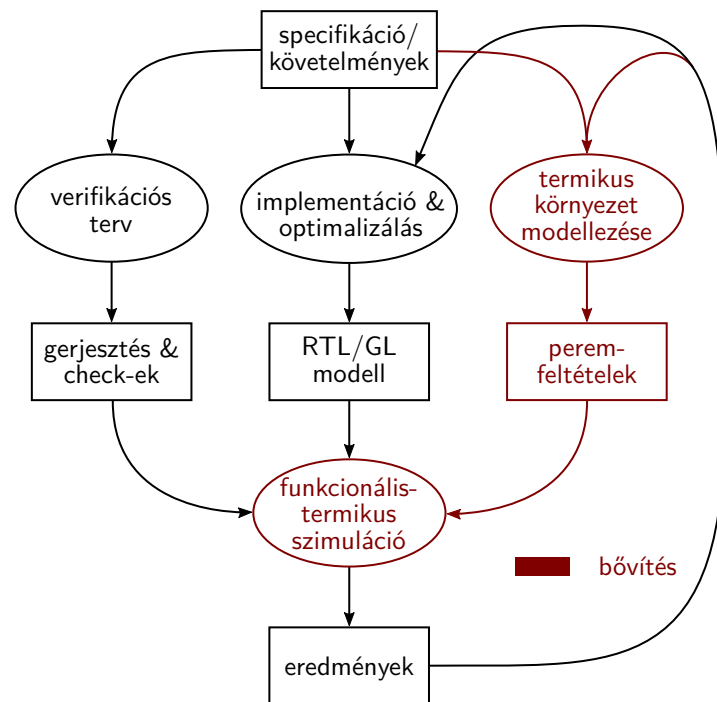 specifikáció/
követelmények
verifikációs
terv
implementáció &
optimalizálás
termikus
környezet
modellezése
gerjesztés &
check-ek
RTL/GL
modell
perem-
feltételek
funkcionális-
termikus
szimuláció
bővítés
eredmények